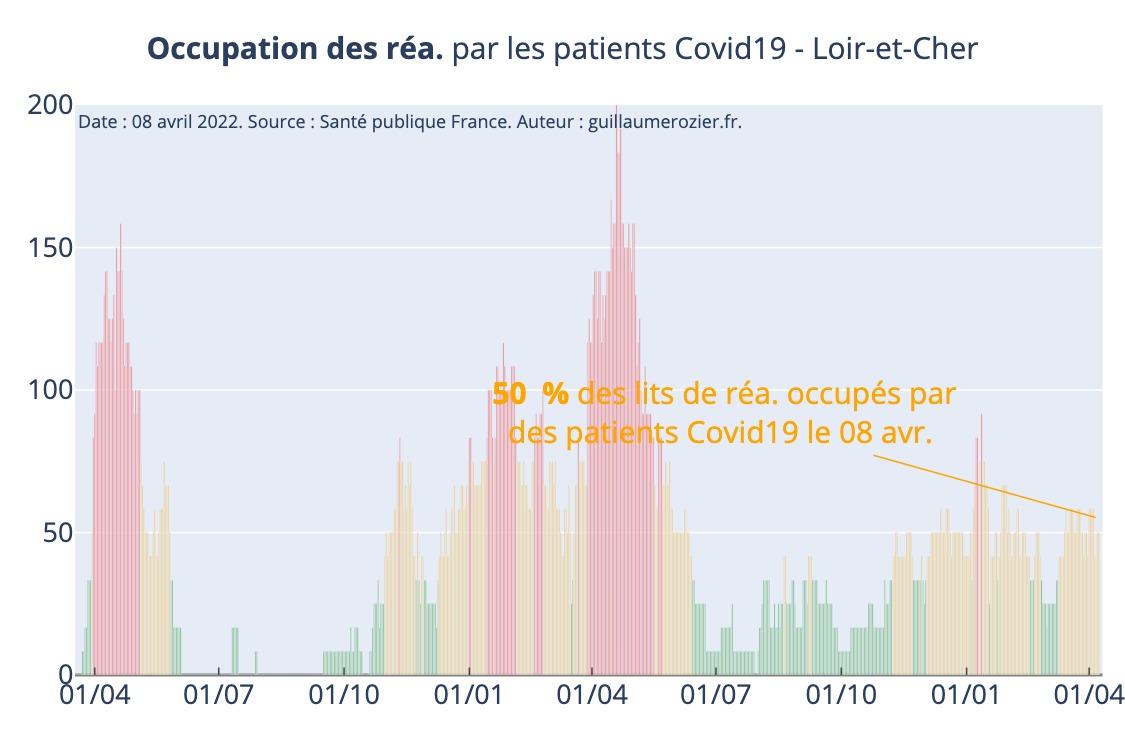 Occupation des réa. par les patients Covid19 - Loir-et-Cher
200
Date : 08 avril 2022. Source : Santé publique France. Auteur : guillaumerozier.fr.
150
100
50 % des lits de réa. occupés par
des patients Covid19 le 08 avr.
50
0
01/04 01/07 01/10 01/01 01/04 01/07 01/10 01/01 01/04